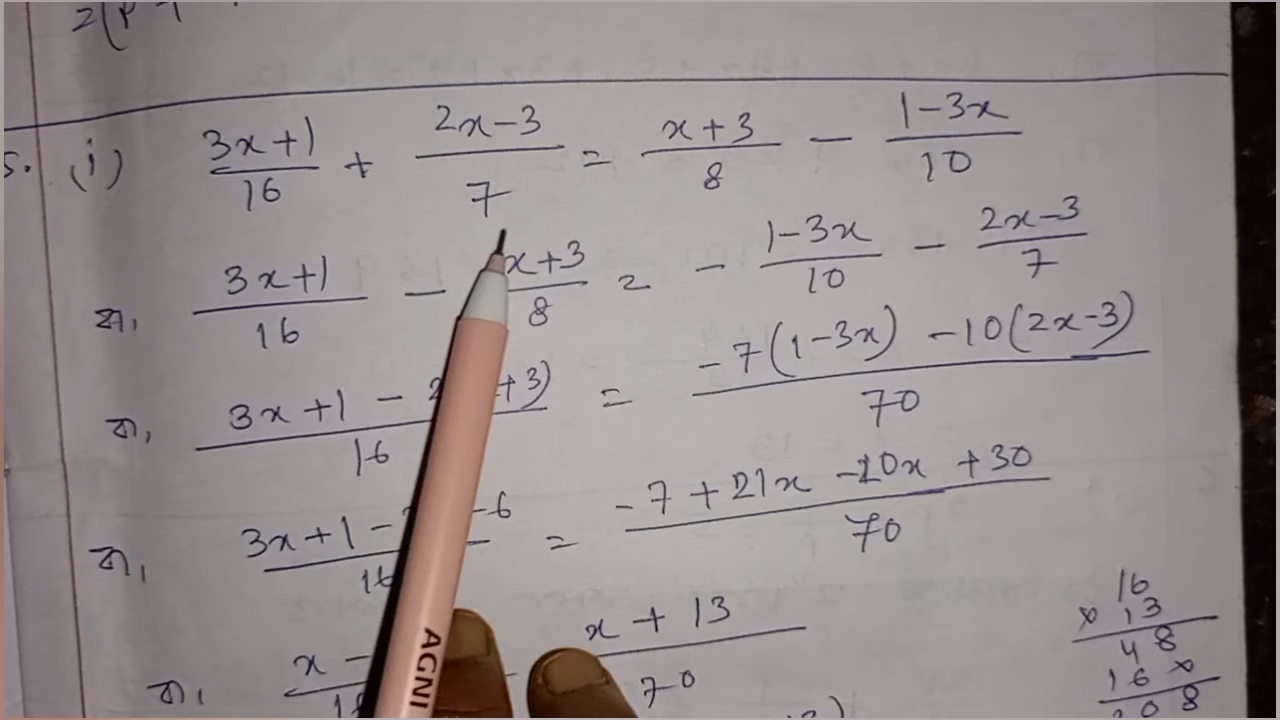 2(p
5. (i) (3x+1)/16 + (2x-3)/7 = (x+3)/8 - (1-3x)/10
বা, (3x+1)/16 - (x+3)/8 = - (1-3x)/10 - (2x-3)/7
বা, (3x+1 - 2 +3))/16 = (-7(1-3x) -10(2x-3))/70
বা, (3x+1 - -6)/16 = (-7+21x -20x +30)/70
বা, x - x+13/70
16
× 13
48
16×
208
AGNI